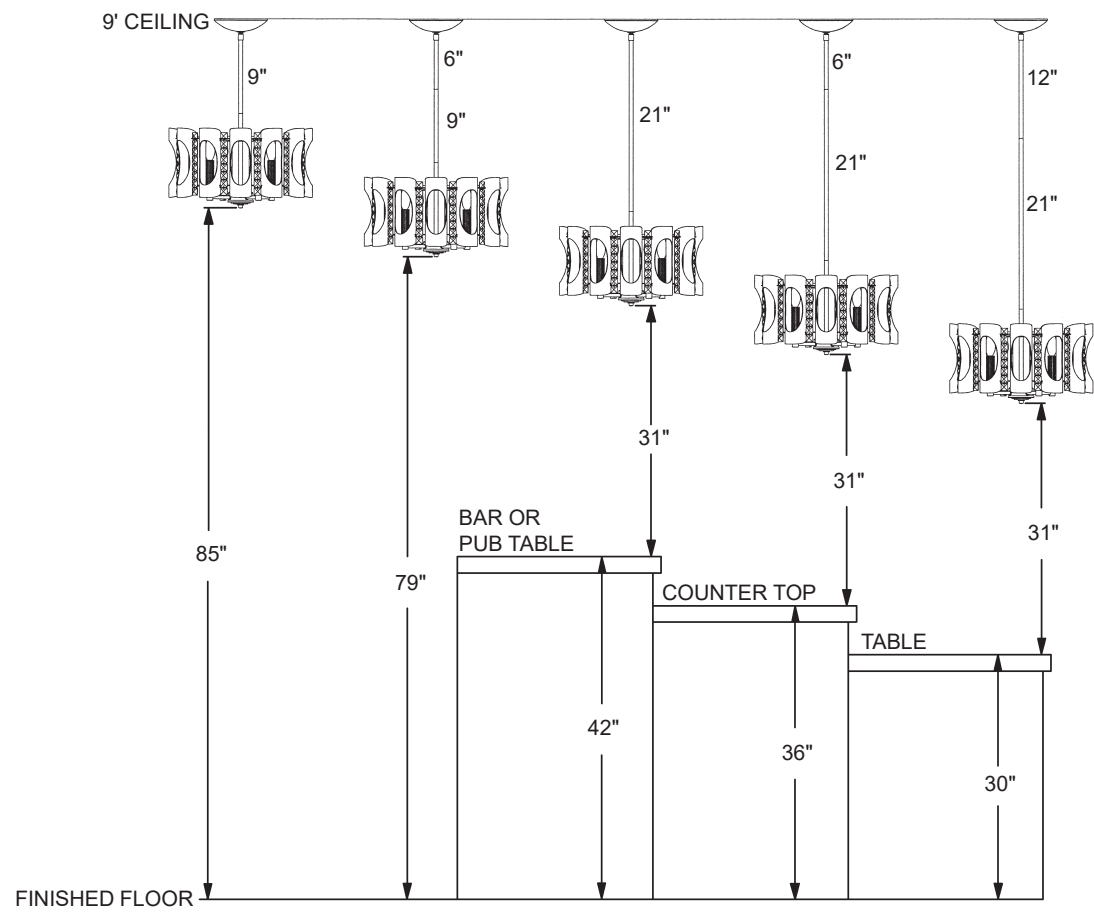 9' CEILING
9"
6"
9"
21"
6"
21"
12"
21"
31"
31"
31"
85"
79"
BAR OR
PUB TABLE
COUNTER TOP
TABLE
42"
36"
30"
FINISHED FLOOR